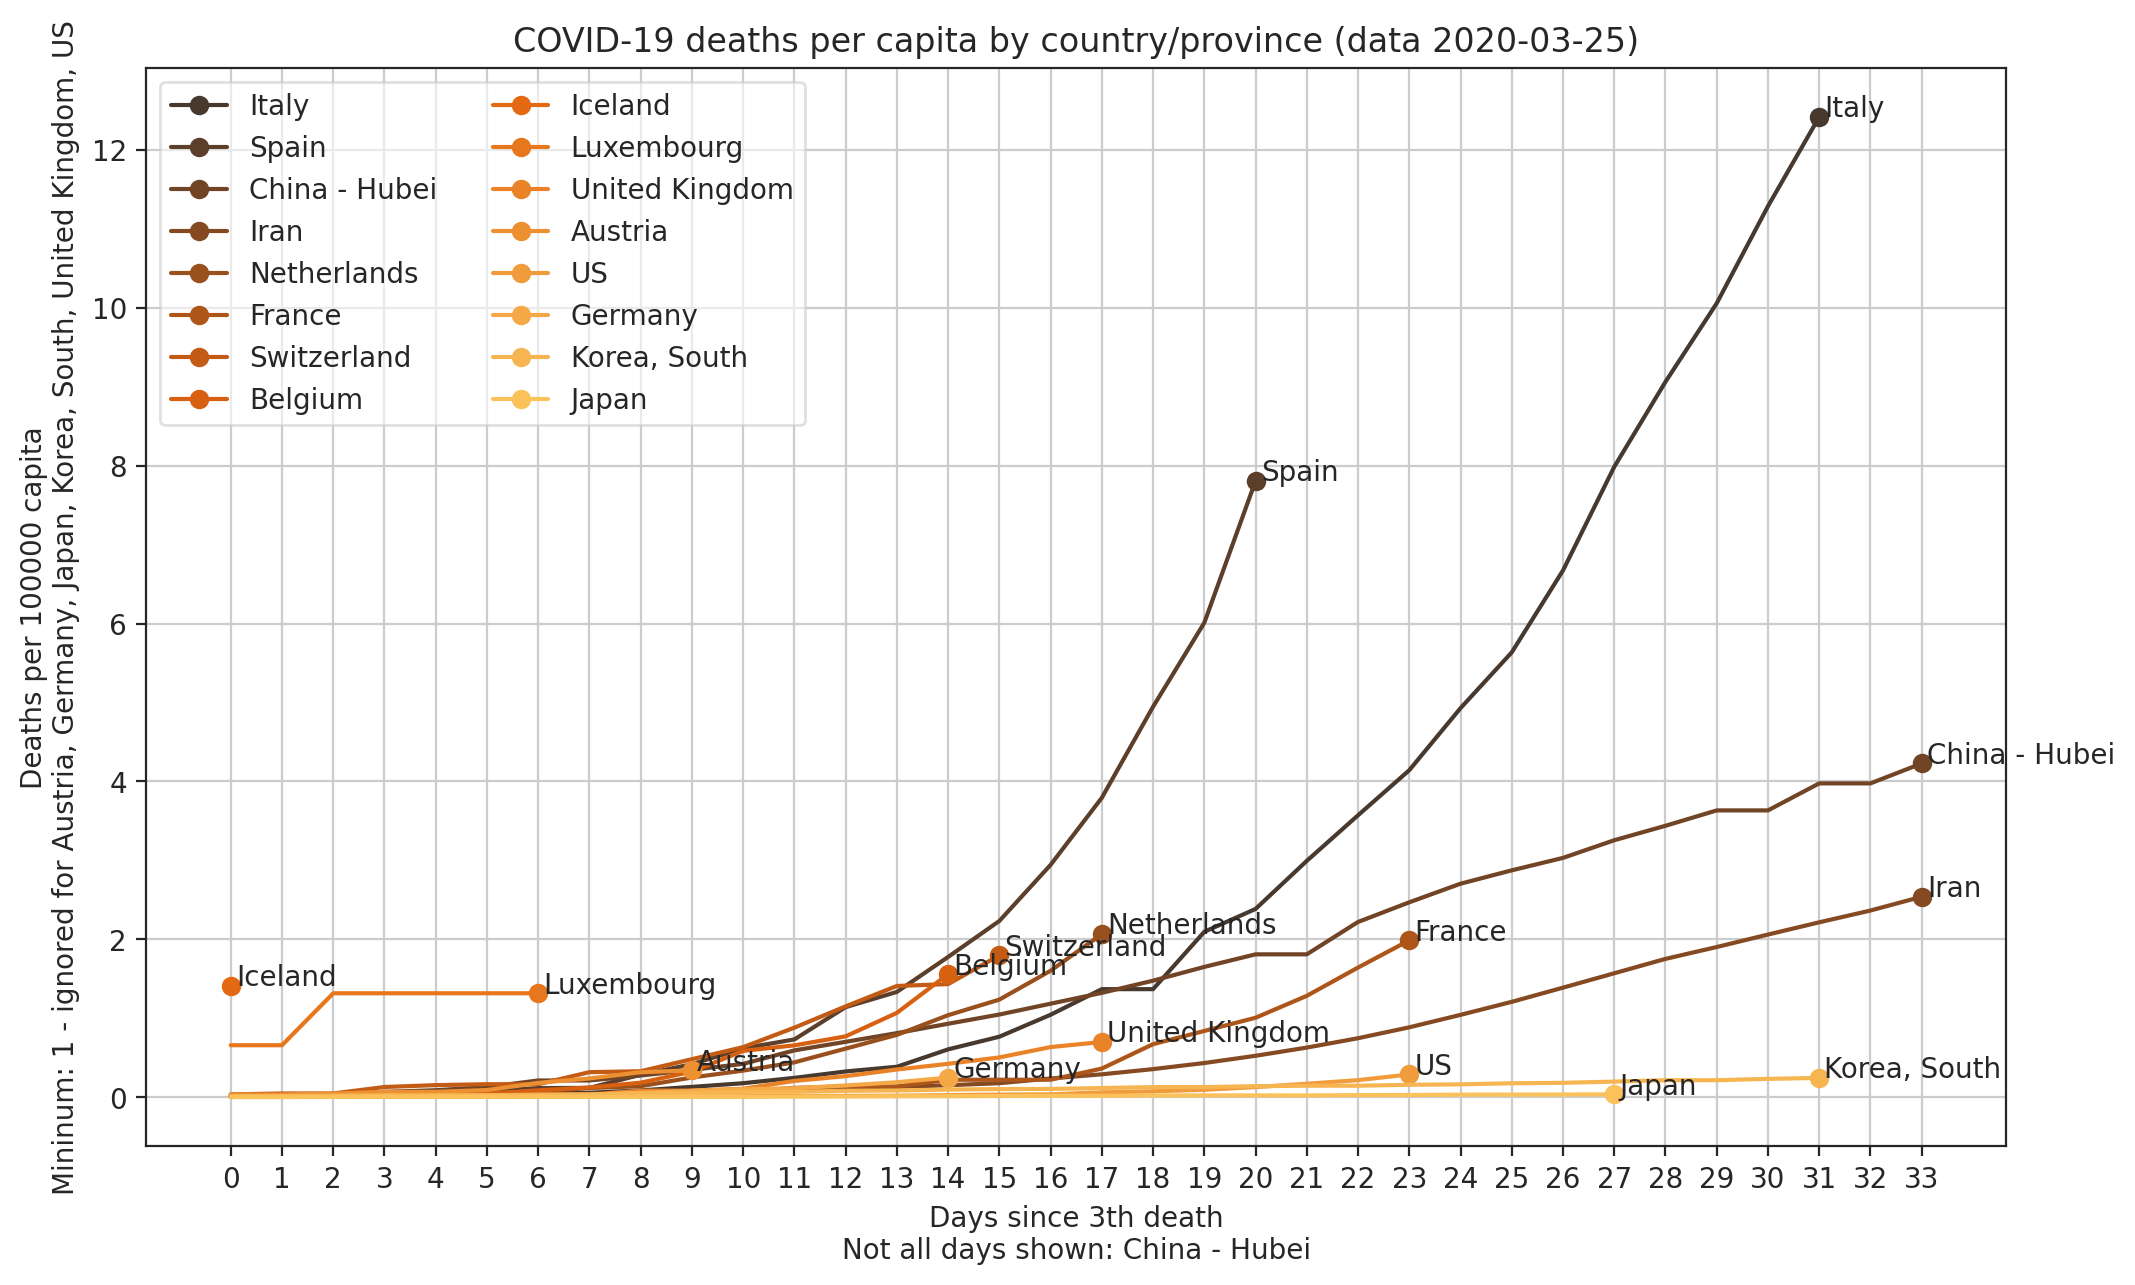 COVID-19 deaths per capita by country/province (data 2020-03-25)
Deaths per 100000 capita
Mininum: 1 - ignored for Austria, Germany, Japan, Korea, South, United Kingdom, US
12
10
8
6
4
2
0
Italy
Spain
China - Hubei
Iran
Netherlands
France
Switzerland
Belgium
Iceland
Luxembourg
United Kingdom
Austria
US
Germany
Korea, South
Japan
Italy
Spain
China - Hubei
Iran
Netherlands
France
Switzerland
Belgium
Iceland
Luxembourg
United Kingdom
Austria
Germany
US
Korea, South
Japan
0 1 2 3 4 5 6 7 8 9 10 11 12 13 14 15 16 17 18 19 20 21 22 23 24 25 26 27 28 29 30 31 32 33
Days since 3th death
Not all days shown: China - Hubei